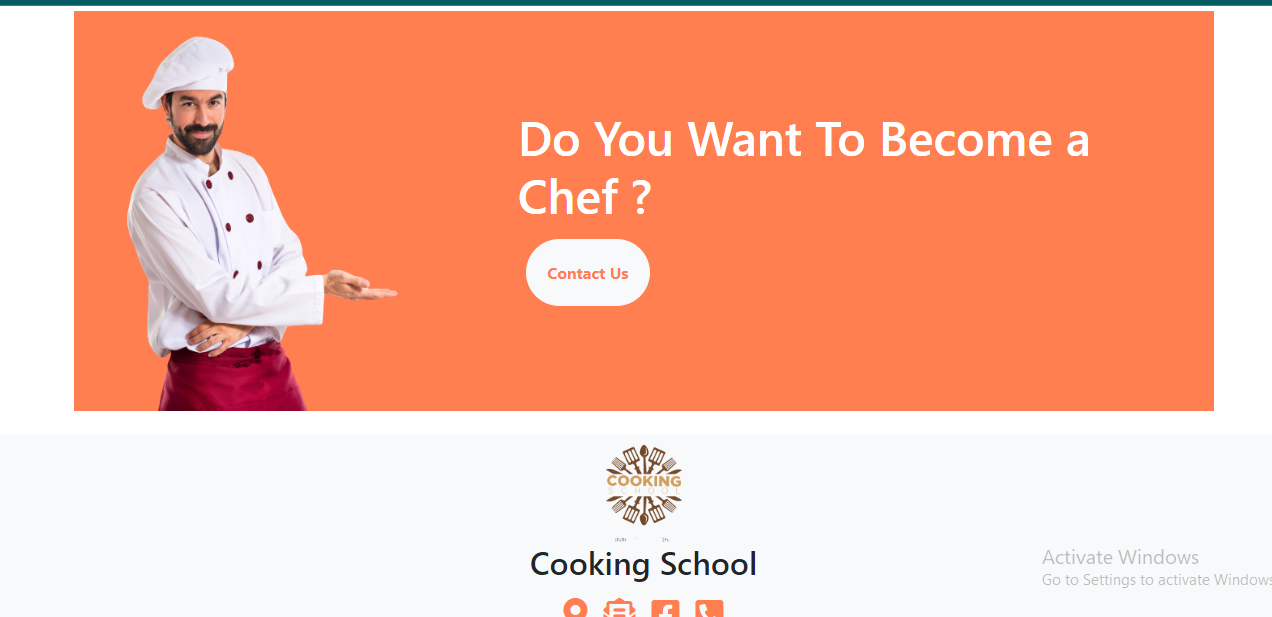 Do You Want To Become a
Chef ?
Contact Us
COOKING
SCHOOL
Cooking School
Activate Windows
Go to Settings to activate Windows